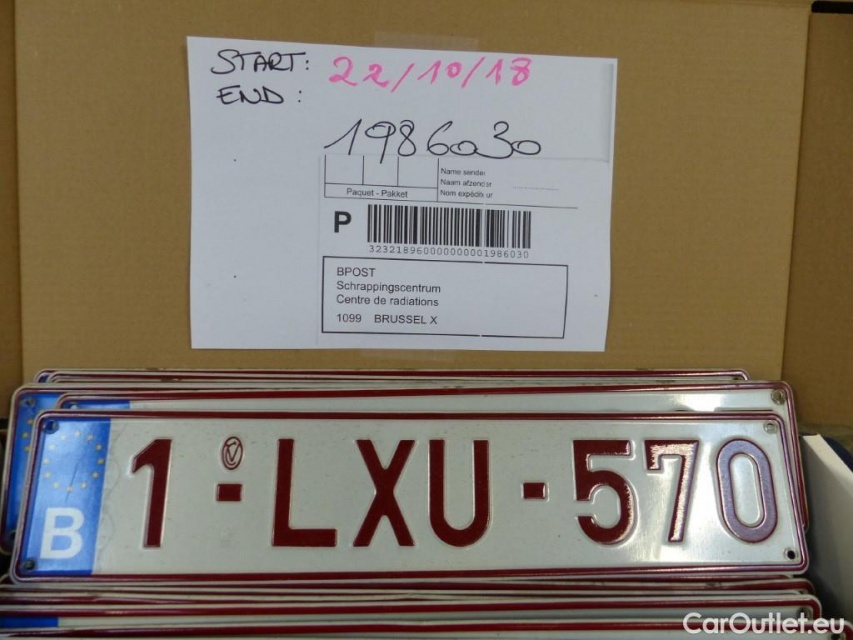 START: 22/10/18
END :
1986030
Name sender
Naam afzender
Nom expéditeur
Paquet - Pakket
P
3232189600000000001986030
BPOST
Schrappingscentrum
Centre de radiations
1099 BRUSSEL X
B
1-LXU-570
CarOutlet.eu